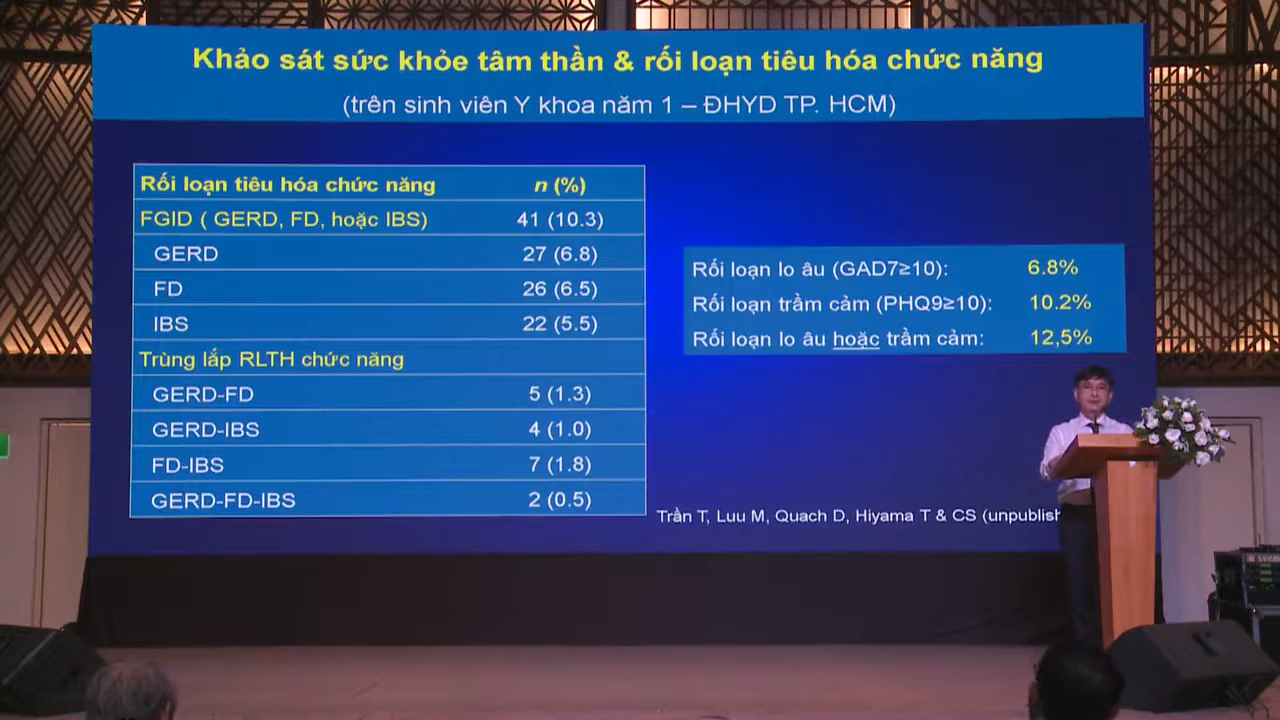 Khảo sát sức khỏe tâm thần & rối loạn tiêu hóa chức năng
(trên sinh viên Y khoa năm 1 – ĐHYD TP. HCM)
Rối loạn tiêu hóa chức năng n (%)
FGID ( GERD, FD, hoặc IBS) 41 (10.3)
GERD 27 (6.8)
FD 26 (6.5)
IBS 22 (5.5)
Trùng lắp RLTH chức năng
GERD-FD 5 (1.3)
GERD-IBS 4 (1.0)
FD-IBS 7 (1.8)
GERD-FD-IBS 2 (0.5)
Rối loạn lo âu (GAD7≥10): 6.8%
Rối loạn trầm cảm (PHQ9≥10): 10.2%
Rối loạn lo âu hoặc trầm cảm: 12,5%
Trần T, Luu M, Quach D, Hiyama T & CS (unpublish